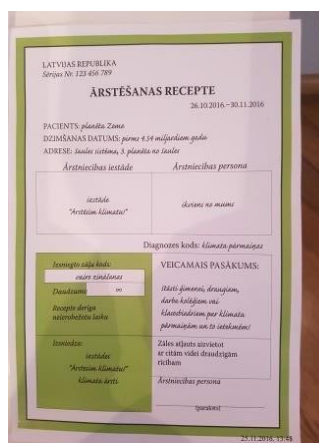 LATVIJAS REPUBLIKA
Sērijas Nr. 123 456 789
ĀRSTĒŠANAS RECEPTE
26.10.2016.–30.11.2016
PACIENTS: planēta Zeme
DZIMŠANAS DATUMS: pirms 4.54 miljardiem gadu
ADRESE: Saules sistēma, 3. planēta no Saules
Ārstniecības iestāde
Ārstniecības persona
iestāde
"Ārstēsim klimatu!"
ikviens no mums
Diagnozes kods: klimata pārmaiņas
Izsniegto zāļu kods:
savas zināšanas
Daudzums: ∞
Recepte derīga
neierobežotu laiku
VEICAMAIS PASĀKUMS:
Stāsti ģimenei, draugiem,
darba kolēģiem vai
klasesbiedriem par klimata
pārmaiņām un to ietekmēm!
Izsniedza:
iestādes
"Ārstēsim klimatu!"
klimata ārsti
Zāles atļauts aizvietot
ar citām videi draudzīgām
rīcībām
Ārstniecības persona
(paraksts)
25.11.2016. 13:48